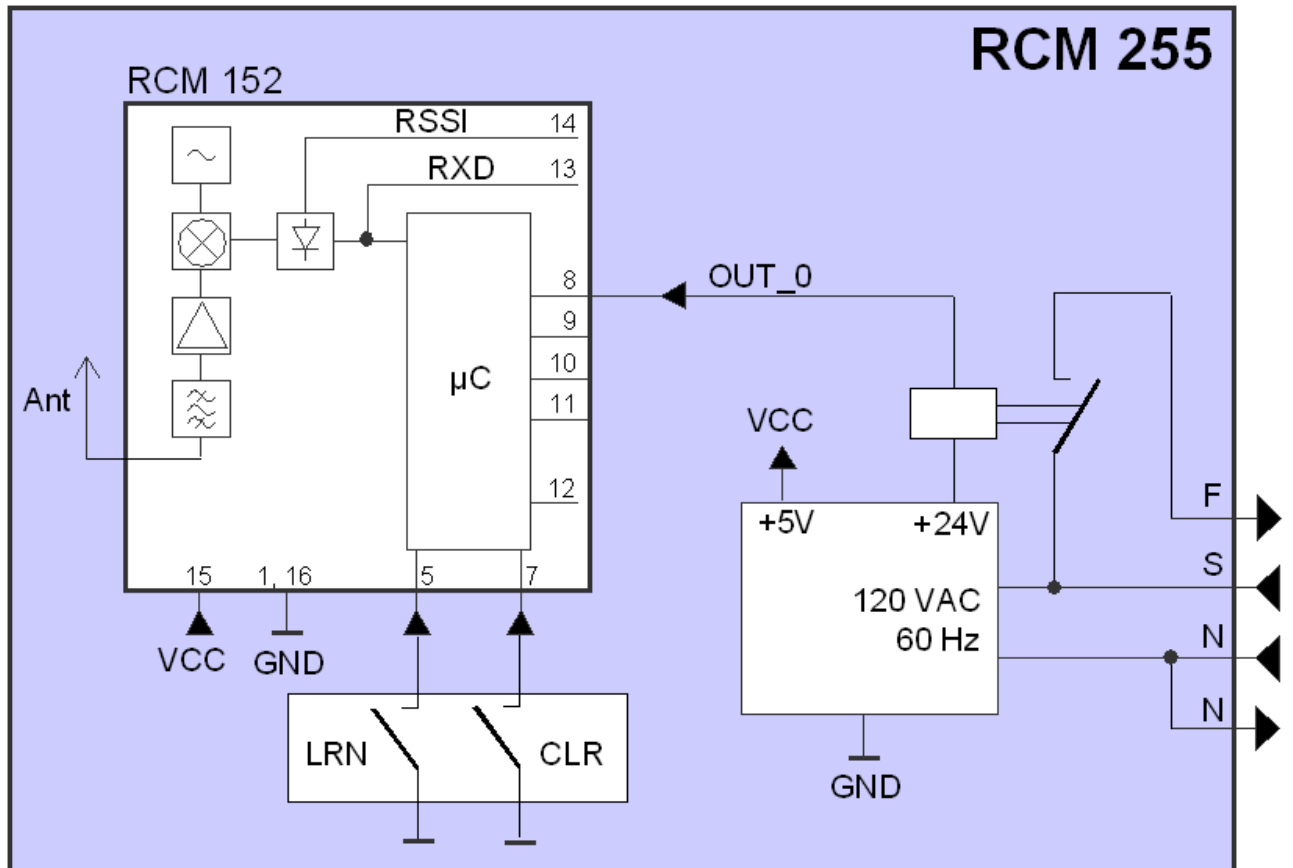 RCM 255
RCM 152
RSSI 14
RXD 13
8 OUT_0
9
10
µC
11
Ant
VCC
12
+5V +24V
F
S
15 1, 16 5 7
120 VAC
60 Hz
N
VCC GND
N
LRN CLR
GND